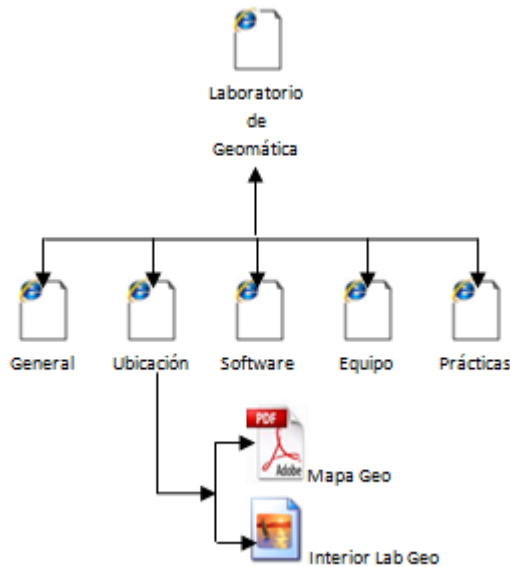 Laboratorio
de
Geomática
General
Ubicación
Software
Equipo
Prácticas
PDF
Adobe
Mapa Geo
Interior Lab Geo